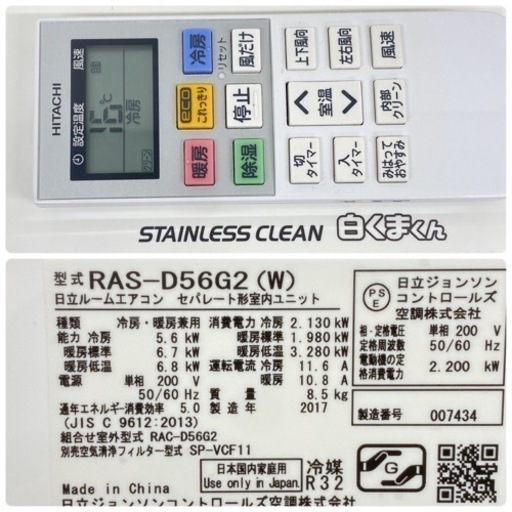 HITACHI
設定温度 風速
16℃
冷房
クリーン
冷房
リセット
風だけ
eco これっきり
停止
暖房
除湿
上下風向
左右風向
風速
室温
内部クリーン
切タイマー
入タイマー
みはっておやすみ
STAINLESS CLEAN 白くまくん
型式 RAS-D56G2 (W)
日立ルームエアコン セパレート形室内ユニット
種類 冷房・暖房兼用
能力 冷房 5.6 kW
暖房標準 6.7 kW
暖房低温 6.8 kW
電源 単相 200 V
50/60 Hz
通年エネルギー消費効率 5.0
(JIS C 9612:2013)
組合せ室外型式 RAC-D56G2
別売空気清浄フィルター型式 SP-VCF11
消費電力 冷房 2.130 kW
暖房標準 1.980 kW
暖房低温 3.280 kW
運転電流 冷房 11.6 A
暖房 10.8 A
質量 8.5 kg
製造年 2017
PSE
日立ジョンソン
コントロールズ
空調株式会社
相・定格電圧 単相 200 V
定格周波数 50/60 Hz
電動機の定格消費電力 2.200 kW
製造番号 007434
日本国内家庭用
Use only in Japan.
冷媒
R32
G
Made in China
日立ジョンソンコントロールズ空調株式会社